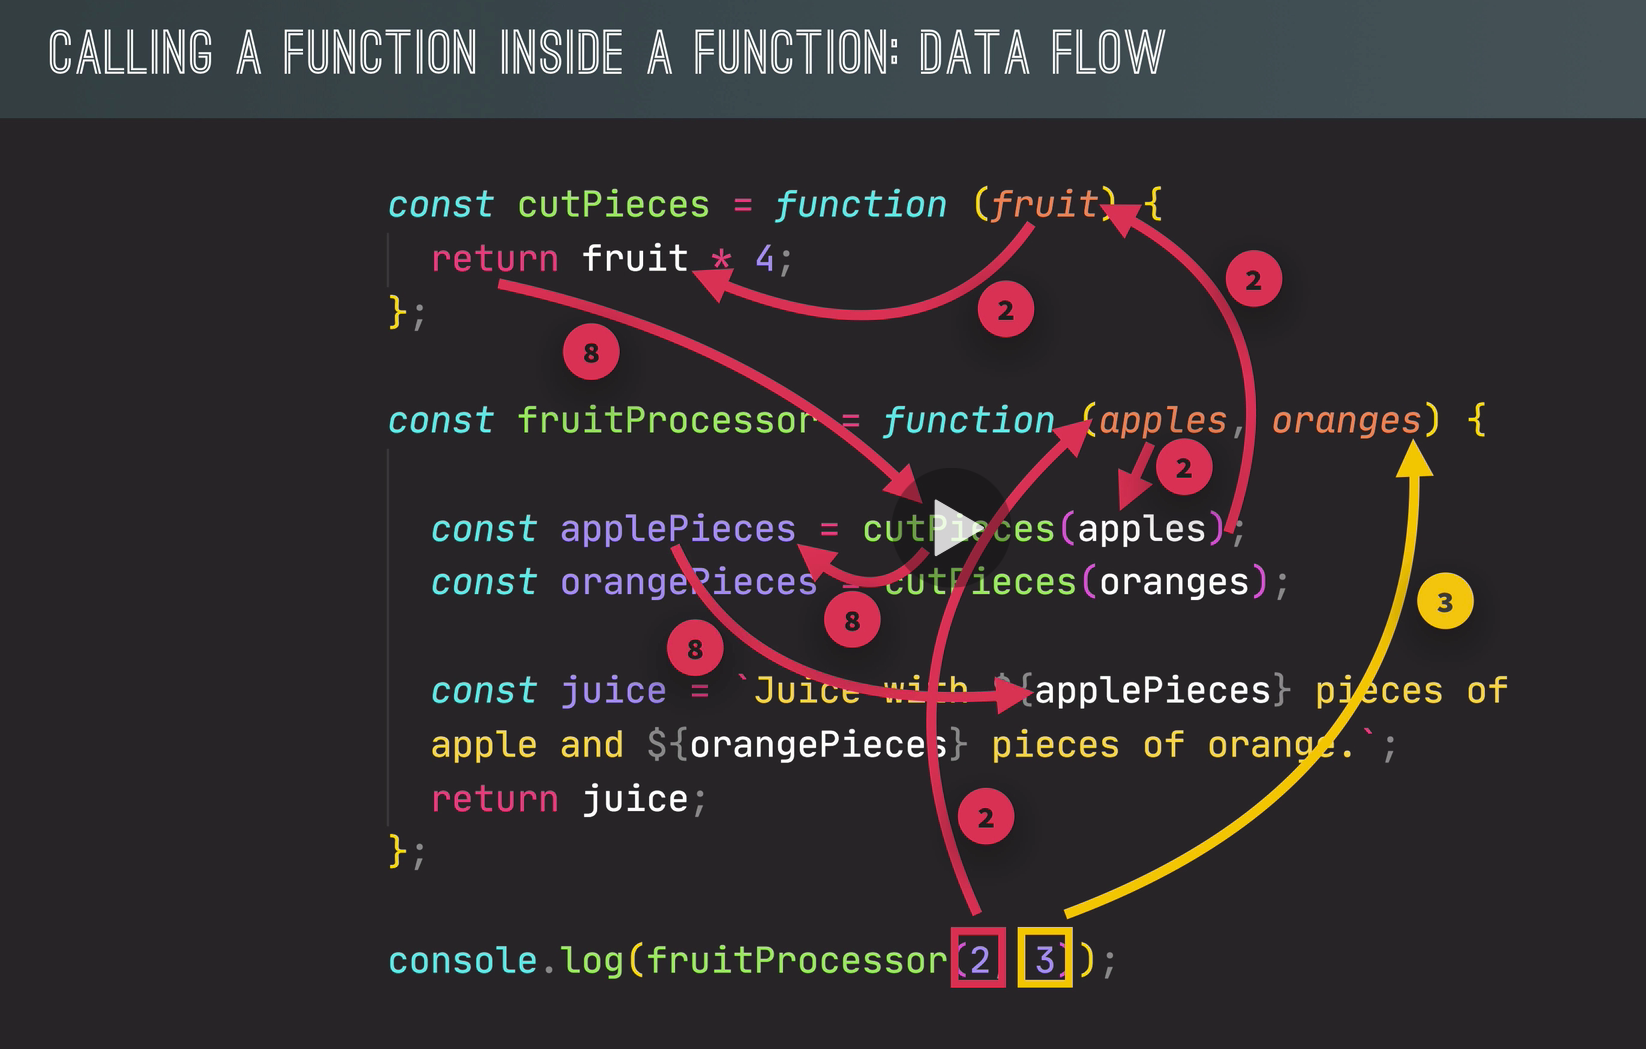 CALLING A FUNCTION INSIDE A FUNCTION: DATA FLOW
const cutPieces = function (fruit) {
return fruit * 4;
};
2
2
8
const fruitProcessor = function (apples, oranges) {
2
const applePieces = cutPieces(apples);
const orangePieces = cutPieces(oranges);
8
3
8
const juice = `Juice with ${applePieces} pieces of
apple and ${orangePieces} pieces of orange.`;
return juice;
2
};
console.log(fruitProcessor(2, 3));